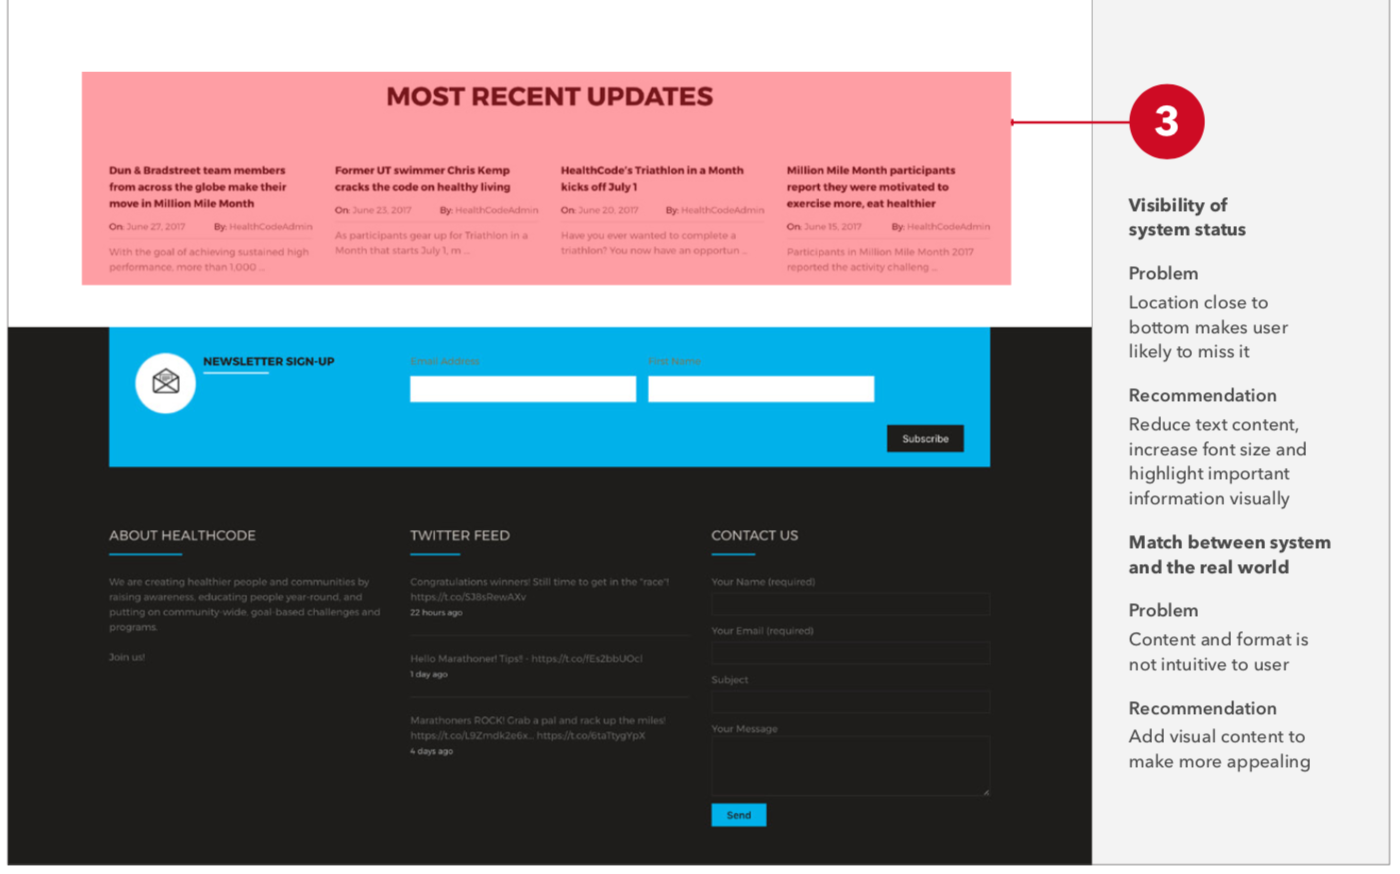 MOST RECENT UPDATES
Dun & Bradstreet team members
from across the globe make their
move in Million Mile Month
On: June 27, 2017 By: HealthCodeAdmin
With the goal of achieving sustained high
performance, more than 1,000 ...
Former UT swimmer Chris Kemp
cracks the code on healthy living
On: June 23, 2017 By: HealthCodeAdmin
As participants gear up for Triathlon in a
Month that starts July 1, m ...
HealthCode's Triathlon in a Month
kicks off July 1
On: June 20, 2017 By: HealthCodeAdmin
Have you ever wanted to complete a
triathlon? You now have an opportun ...
Million Mile Month participants
report they were motivated to
exercise more, eat healthier
On: June 15, 2017 By: HealthCodeAdmin
Participants in Million Mile Month 2017
reported the activity challeng ...
NEWSLETTER SIGN-UP
Email Address
First Name
Subscribe
ABOUT HEALTHCODE
We are creating healthier people and communities by
raising awareness, educating people year-round, and
putting on community-wide, goal-based challenges and
programs.
Join us!
TWITTER FEED
Congratulations winners! Still time to get in the "race"!
https://t.co/SJ8sRewAXv
22 hours ago
Hello Marathoner! Tips!! - https://t.co/fEs2bbUOcI
1 day ago
Marathoners ROCK! Grab a pal and rack up the miles!
https://t.co/L9Zmdk2e6x... https://t.co/6taTtygYpX
4 days ago
CONTACT US
Your Name (required)
Your Email (required)
Subject
Your Message
Send
3
Visibility of
system status
Problem
Location close to
bottom makes user
likely to miss it
Recommendation
Reduce text content,
increase font size and
highlight important
information visually
Match between system
and the real world
Problem
Content and format is
not intuitive to user
Recommendation
Add visual content to
make more appealing